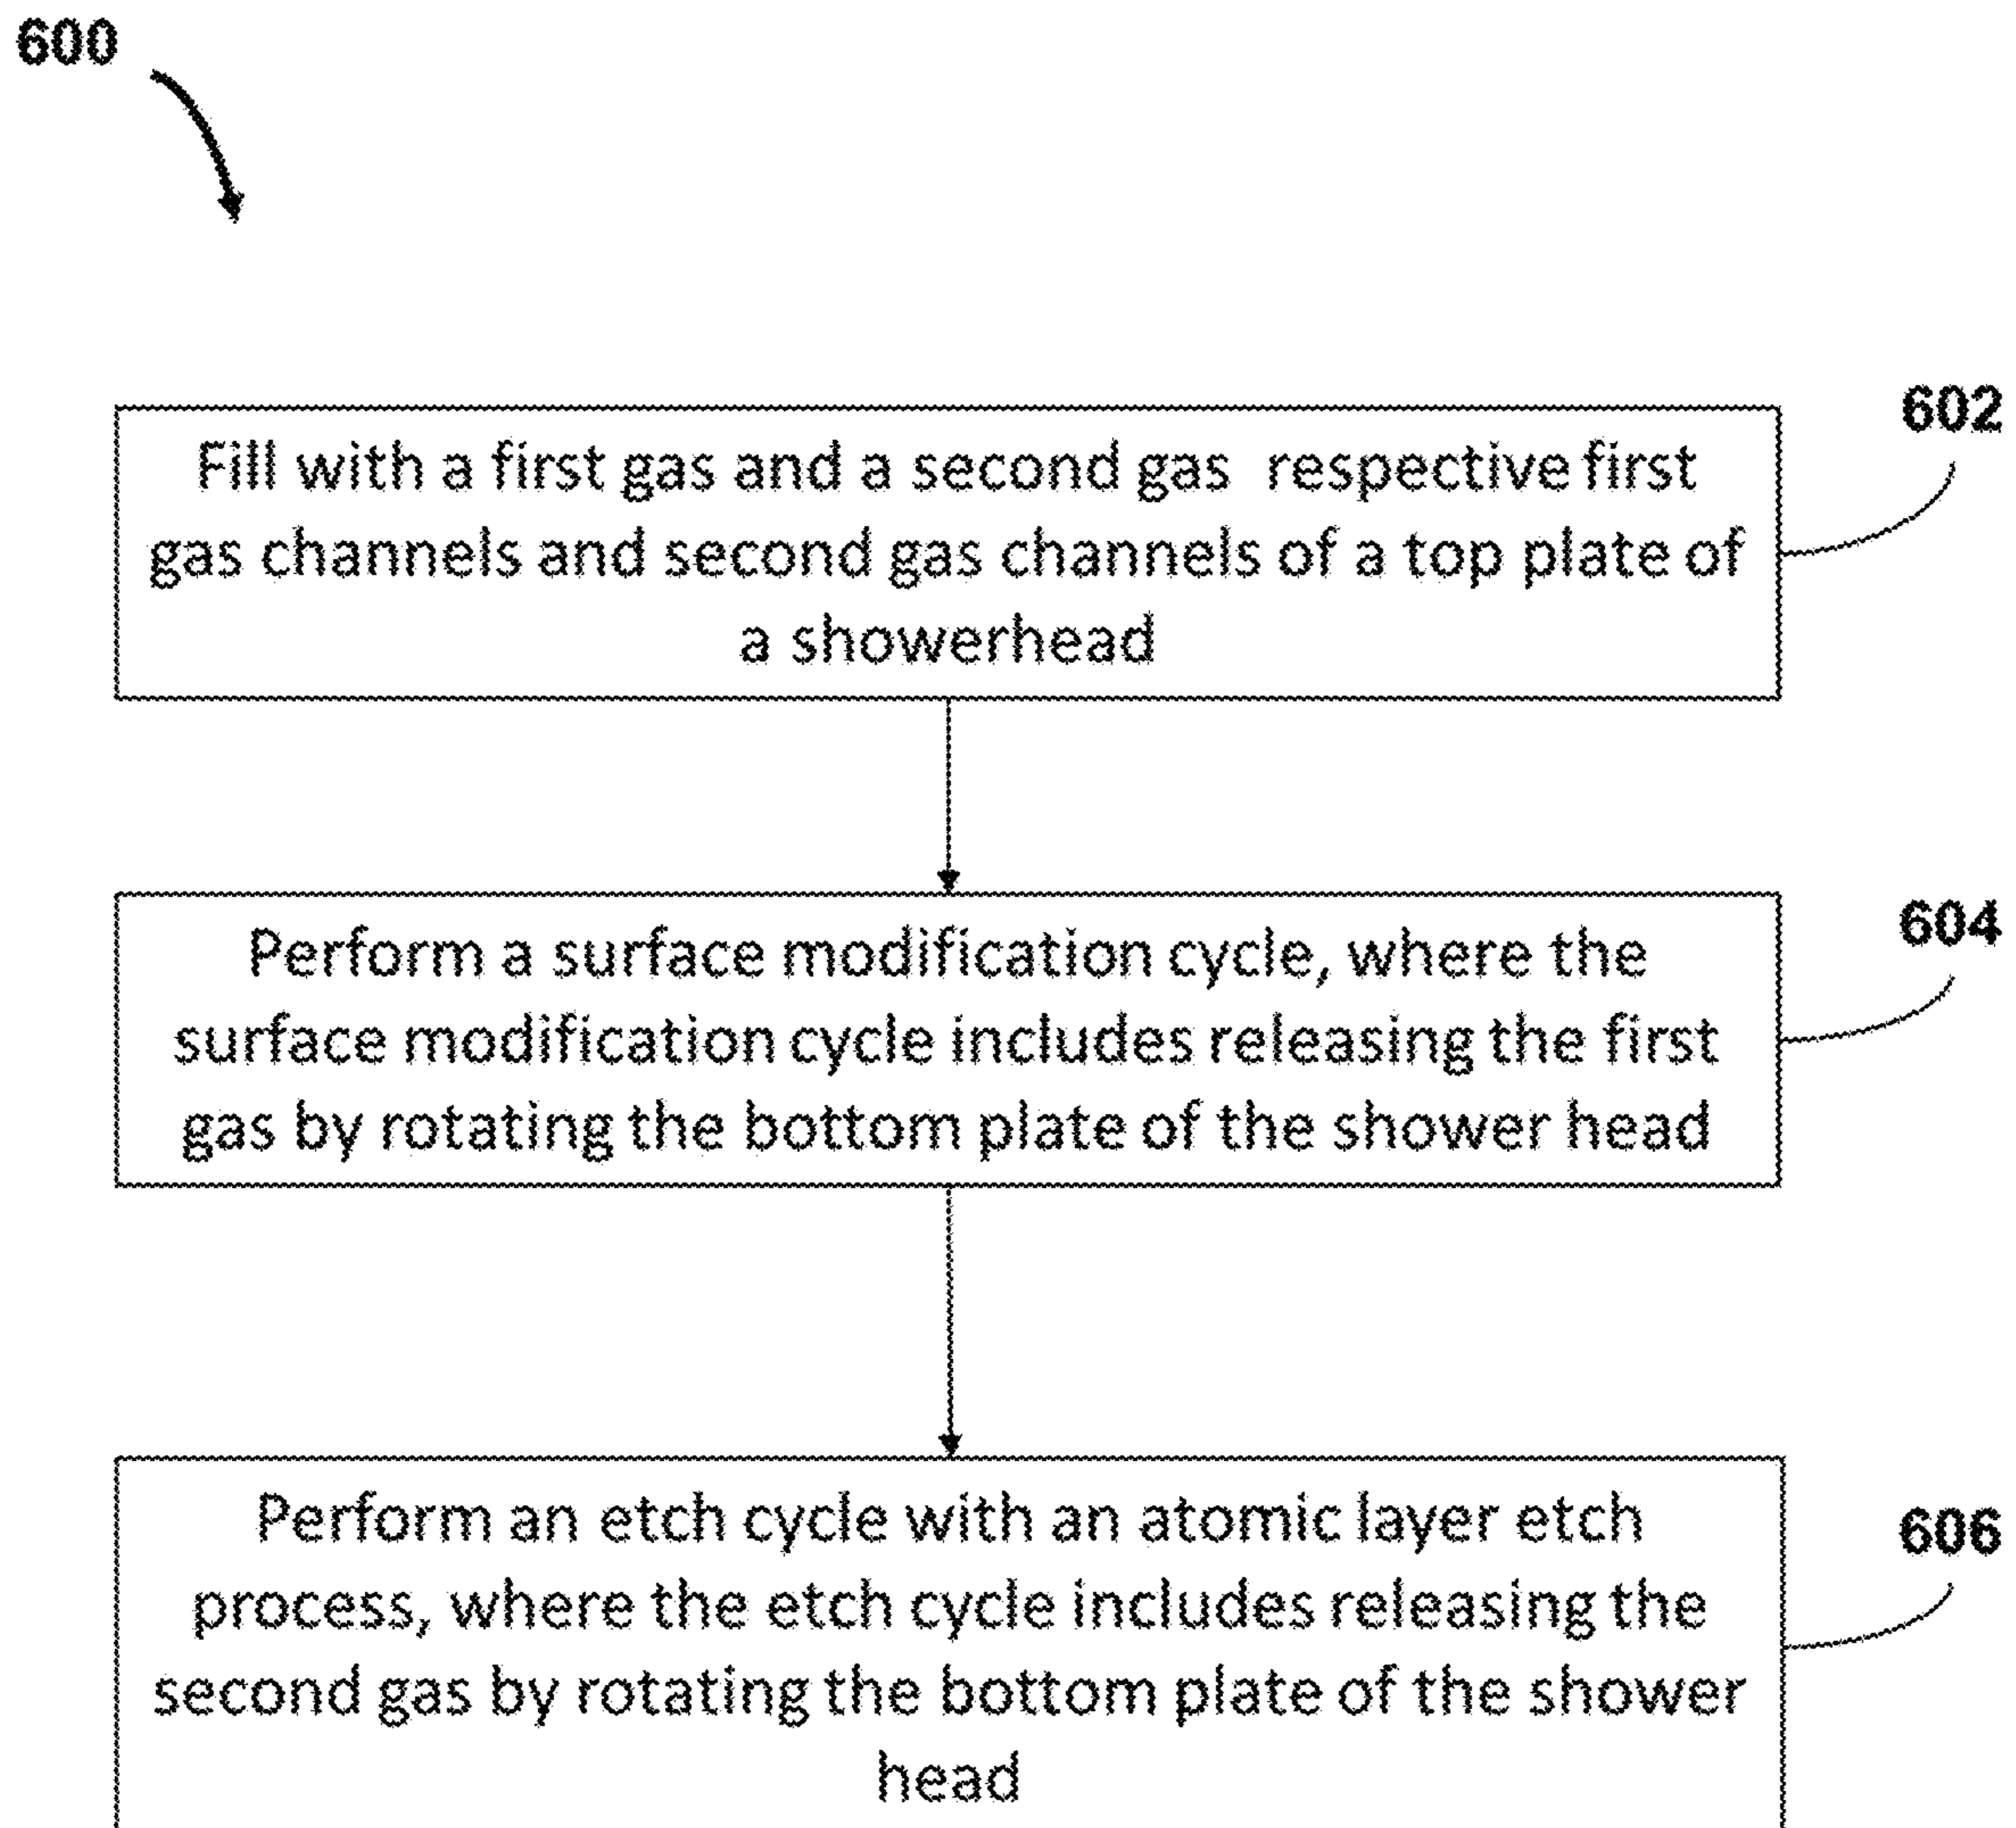 600
602
Fill with a first gas and a second gas respective first
gas channels and second gas channels of a top plate of
a showerhead
604
Perform a surface modification cycle, where the
surface modification cycle includes releasing the first
gas by rotating the bottom plate of the shower head
606
Perform an etch cycle with an atomic layer etch
process, where the etch cycle includes releasing the
second gas by rotating the bottom plate of the shower
head